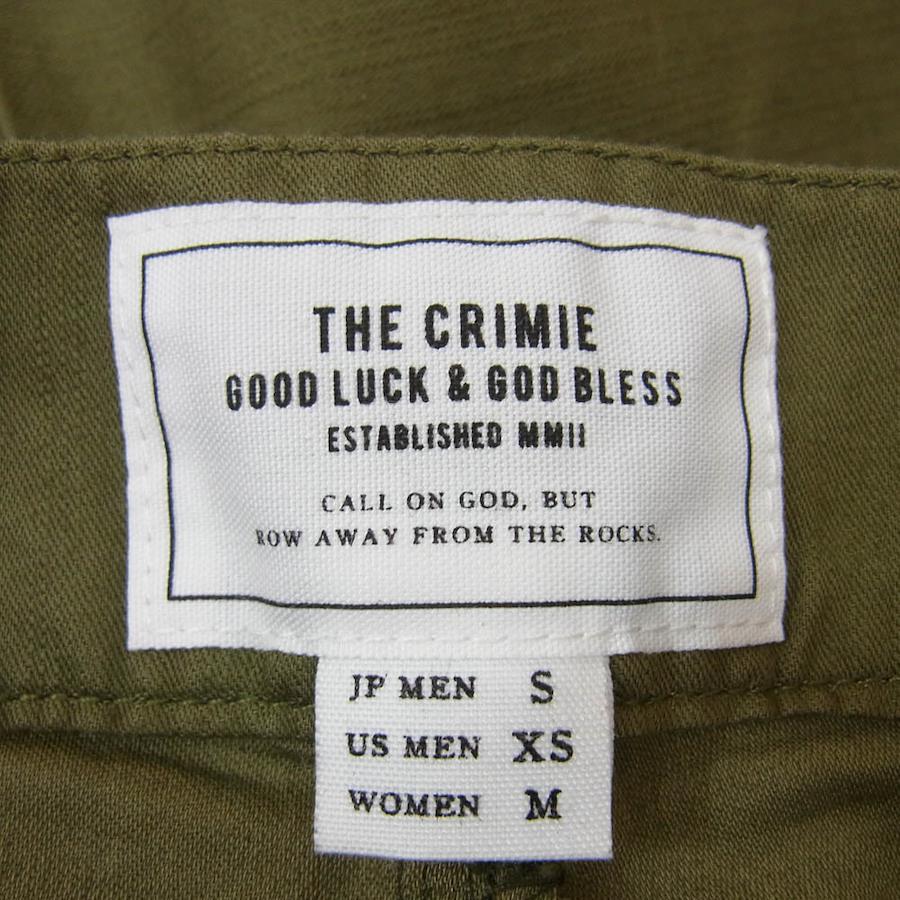 THE CRIMIE
GOOD LUCK & GOD BLESS
ESTABLISHED MMII
CALL ON GOD, BUT
ROW AWAY FROM THE ROCKS.
JP MEN S
US MEN XS
WOMEN M